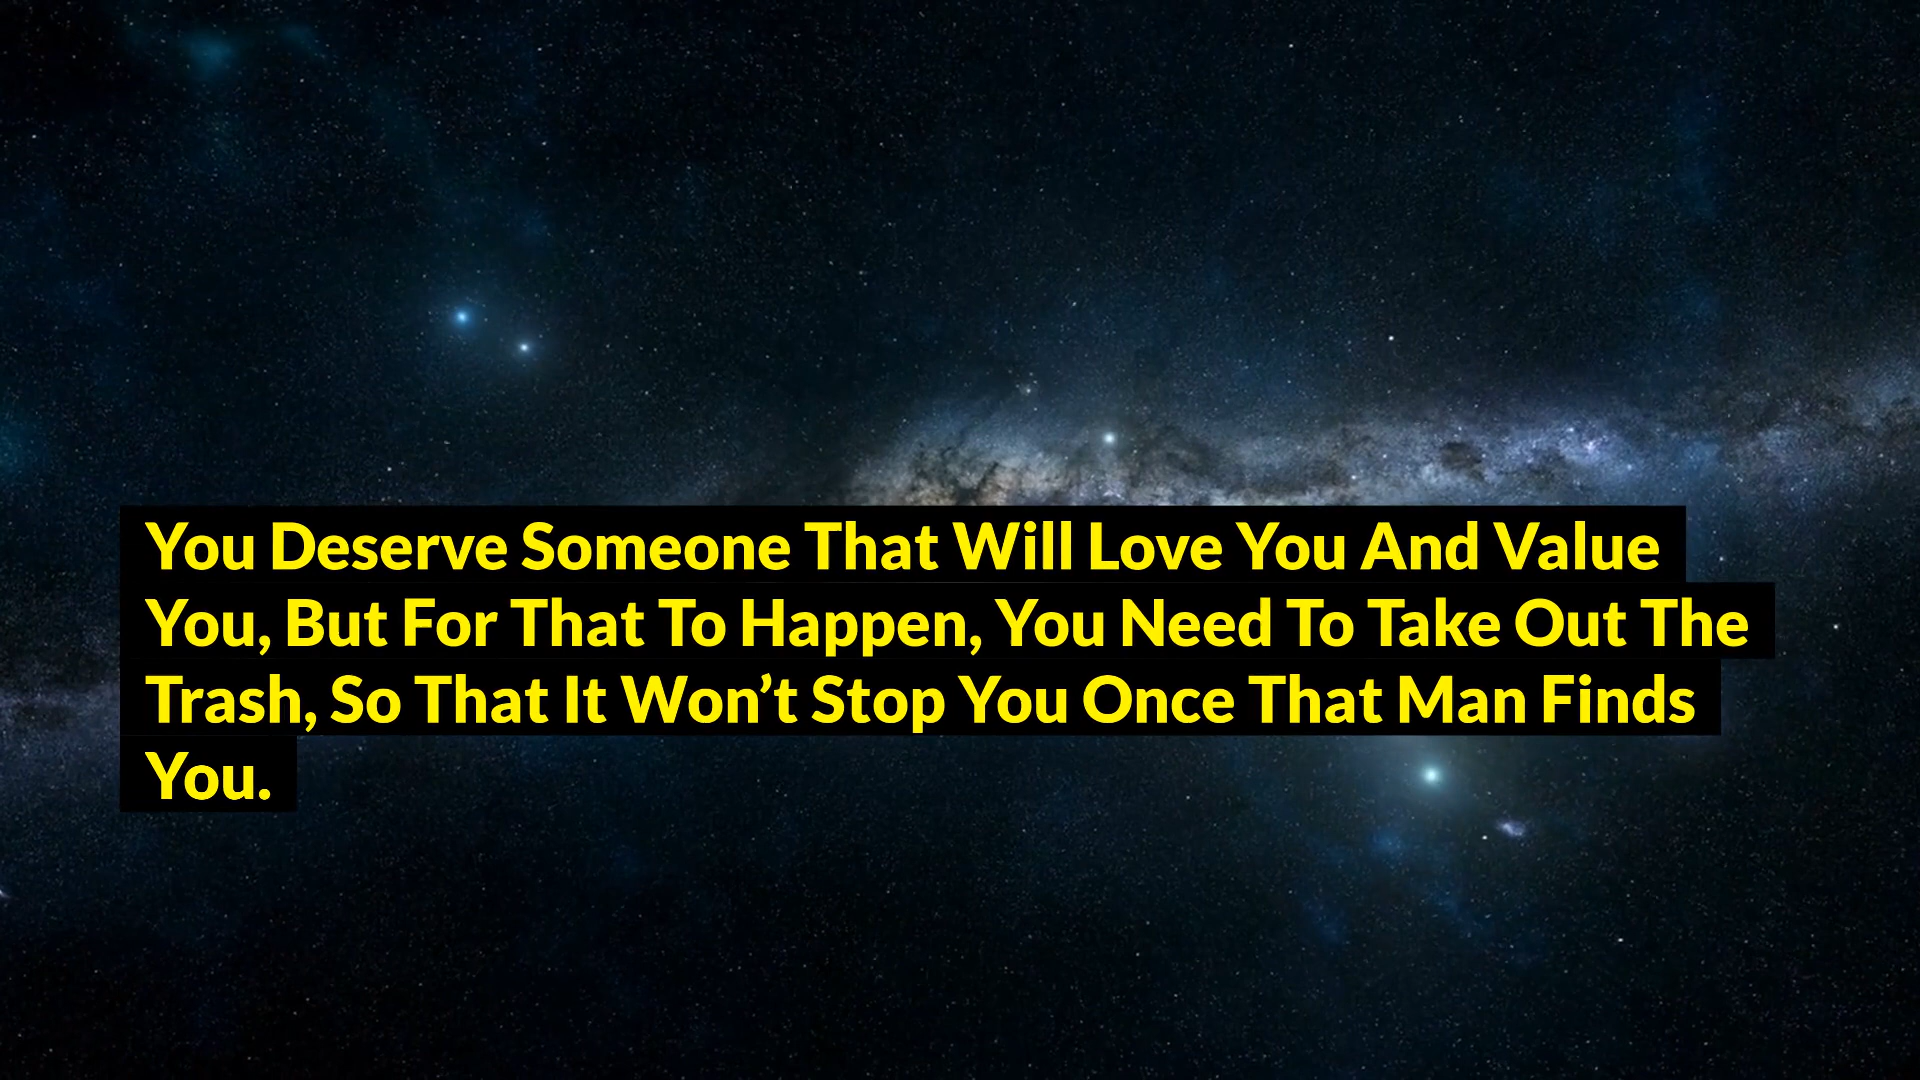 You Deserve Someone That Will Love You And Value
You, But For That To Happen, You Need To Take Out The
Trash, So That It Won’t Stop You Once That Man Finds
You.